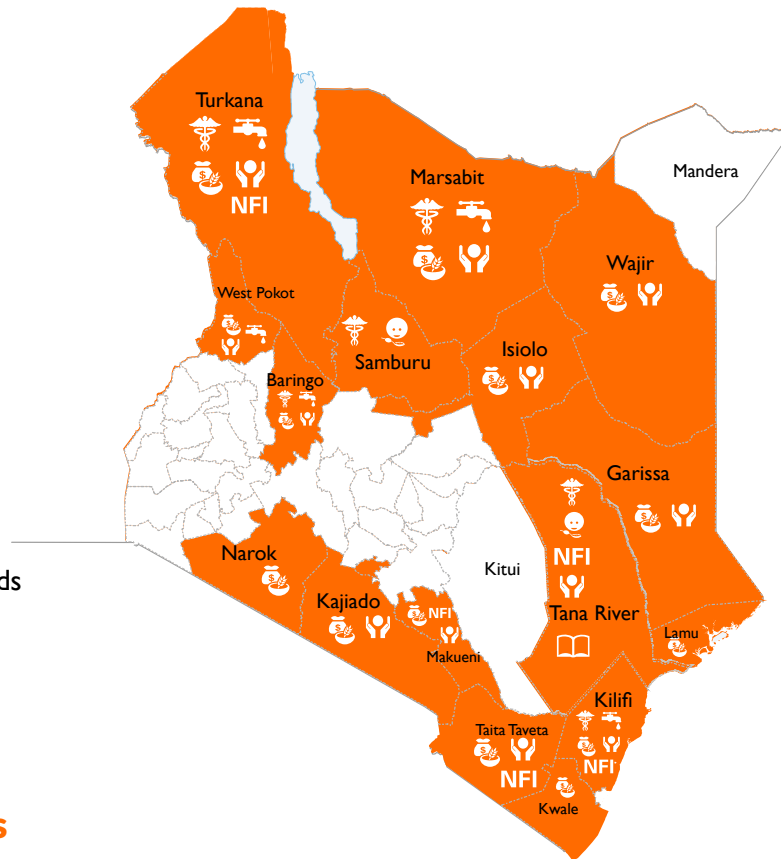 Turkana
NFI
Marsabit
Mandera
Wajir
West Pokot
Samburu
Isiolo
Baringo
Garissa
Narok
Kitui
NFI
ds
Kajiado
NFI
Tana River
Makueni
Lamu
Kilifi
Taita Taveta
NFI
NFI
Kwale
s